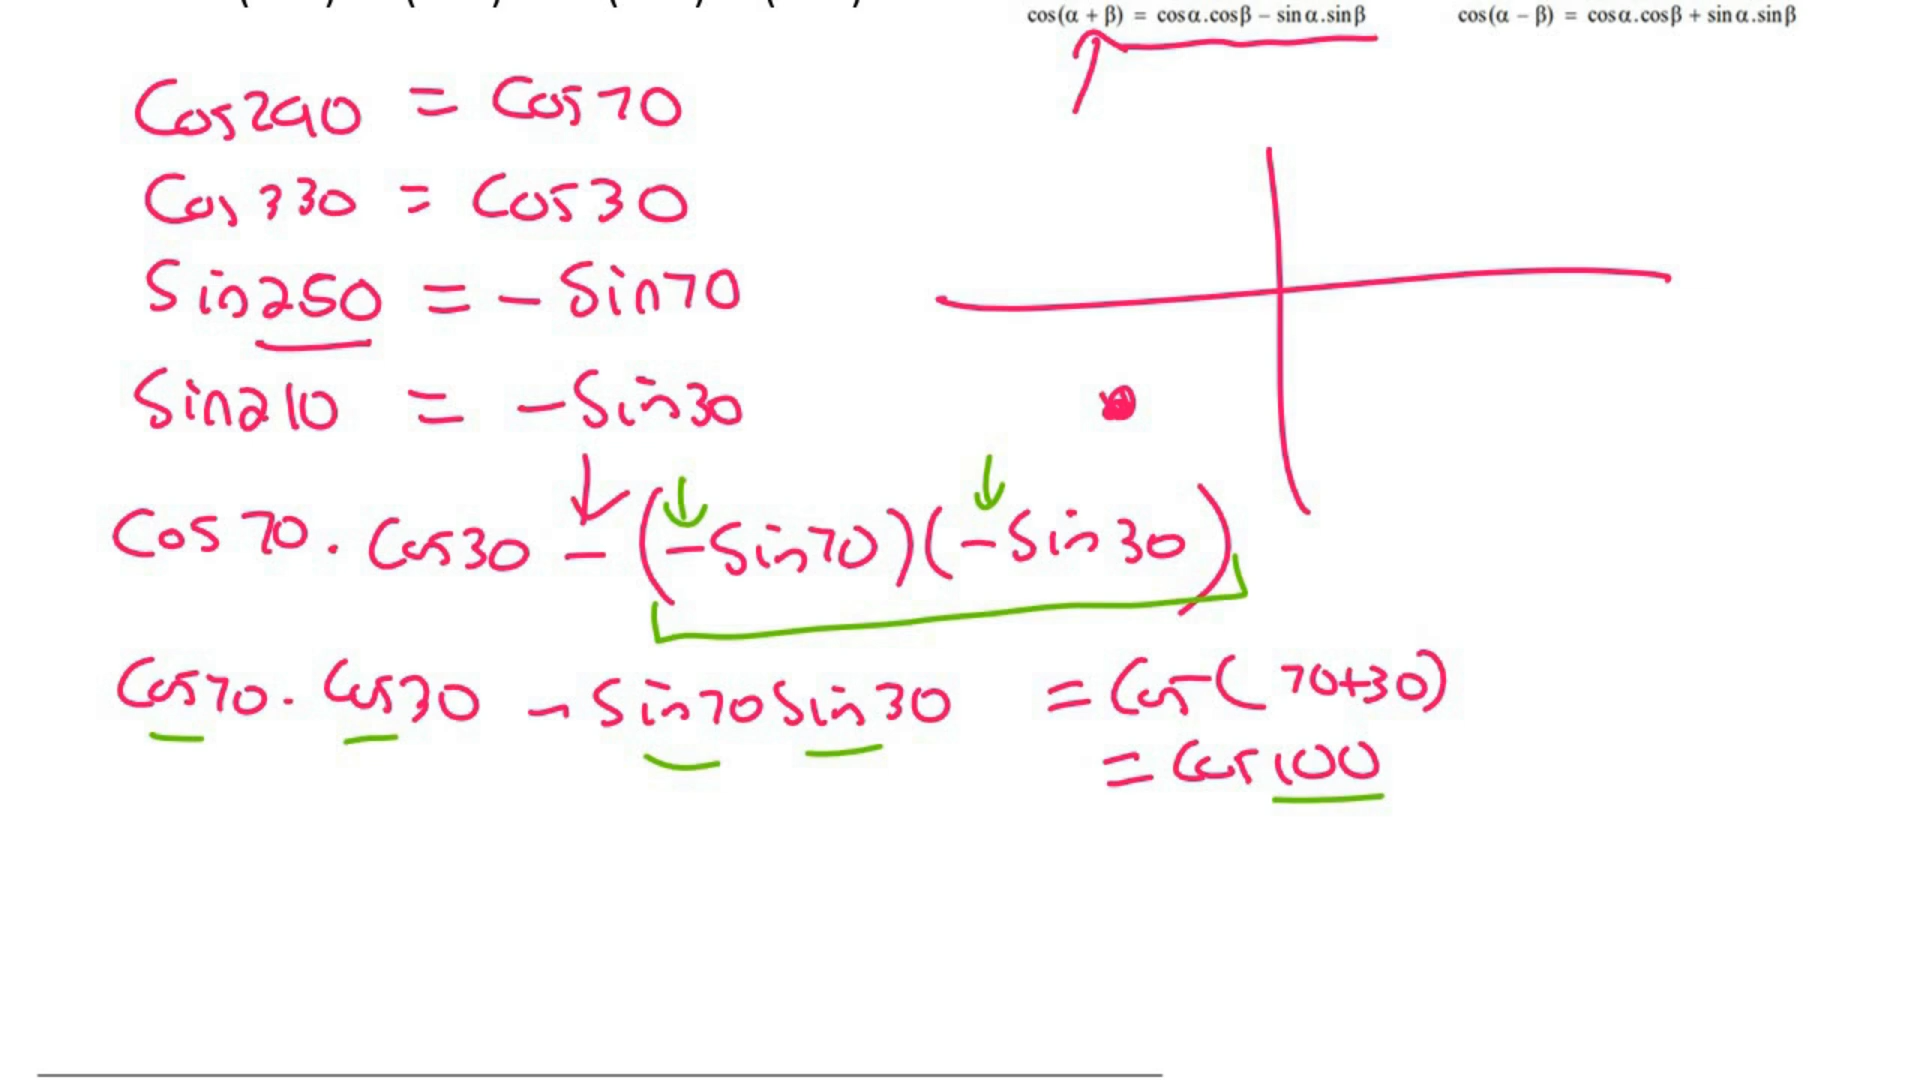 cos(α + β) = cosα.cosβ − sinα.sinβ cos(α − β) = cosα.cosβ + sinα.sinβ
Cos290 = Cos70
Cos330 = Cos30
Sin250 = -Sin70
Sin210 = -Sin30
Cos70. Cos30 - (-Sin70)(-Sin30)
Cos70. Cos30 - Sin70Sin30 = Cos(70+30)
= Cos100